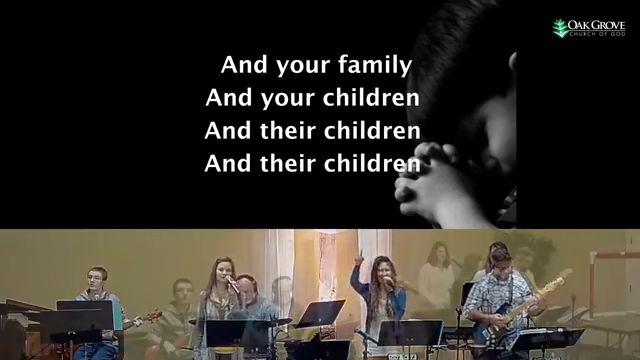 OAK GROVE
CHURCH OF GOD
And your family
And your children
And their children
And their children